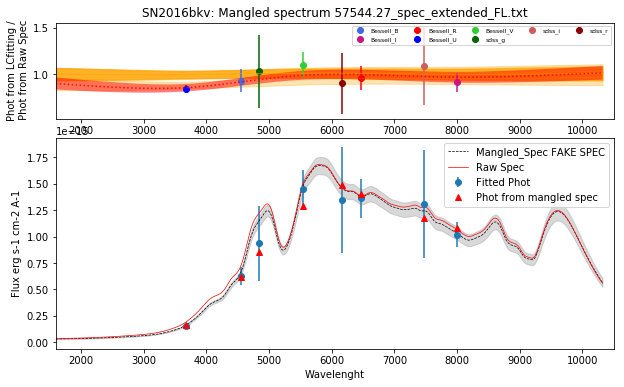 SN2016bkv: Mangled spectrum 57544.27_spec_extended_FL.txt
Phot from LCfitting /
Phot from Raw Spec
1.5
1.0
Bessell_B
Bessell_R
Bessell_V
sdss_i
sdss_r
Bessell_I
Bessell_U
sdss_g
2000 3000 4000 5000 6000 7000 8000 9000 10000
Flux erg s-1 cm-2 A-1
1.75
1.50
1.25
1.00
0.75
0.50
0.25
0.00
Mangled_Spec FAKE SPEC
Raw Spec
Fitted Phot
Phot from mangled spec
2000 3000 4000 5000 6000 7000 8000 9000 10000
Wavelenght